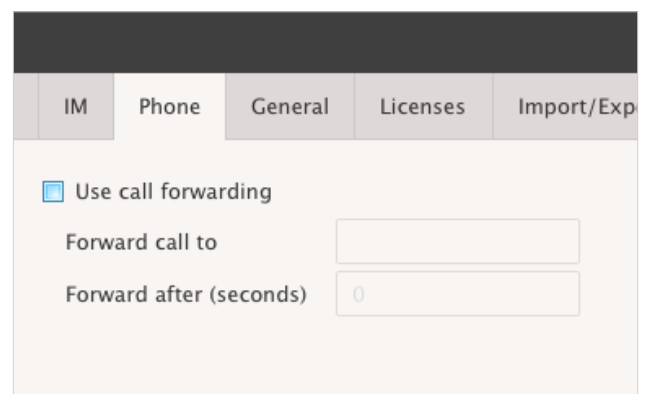 IM Phone General Licenses Import/Exp
Use call forwarding
Forward call to
Forward after (seconds) 0